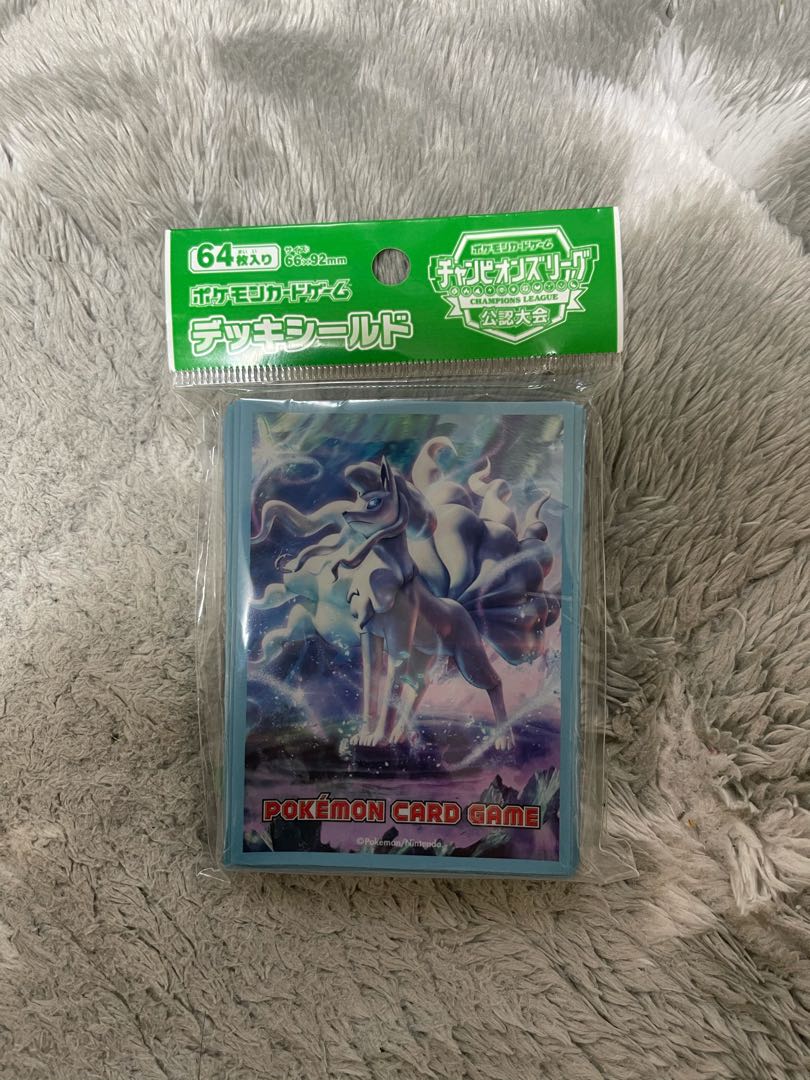 64枚入り
まい い
サイズ:
66×92mm
ポケモンカードゲーム
デッキシールド
ポケモンカードゲーム
チャンピオンズリーグ
CHAMPIONS LEAGUE
公認大会
POKÉMON CARD GAME
©Pokémon/Nintendo